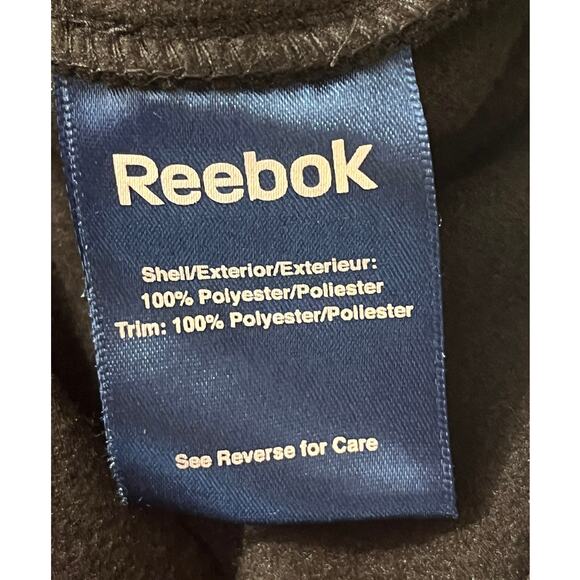 Reebok
Shell/Exterior/Exterieur:
100% Polyester/Poliester
Trim: 100% Polyester/Poliester
See Reverse for Care